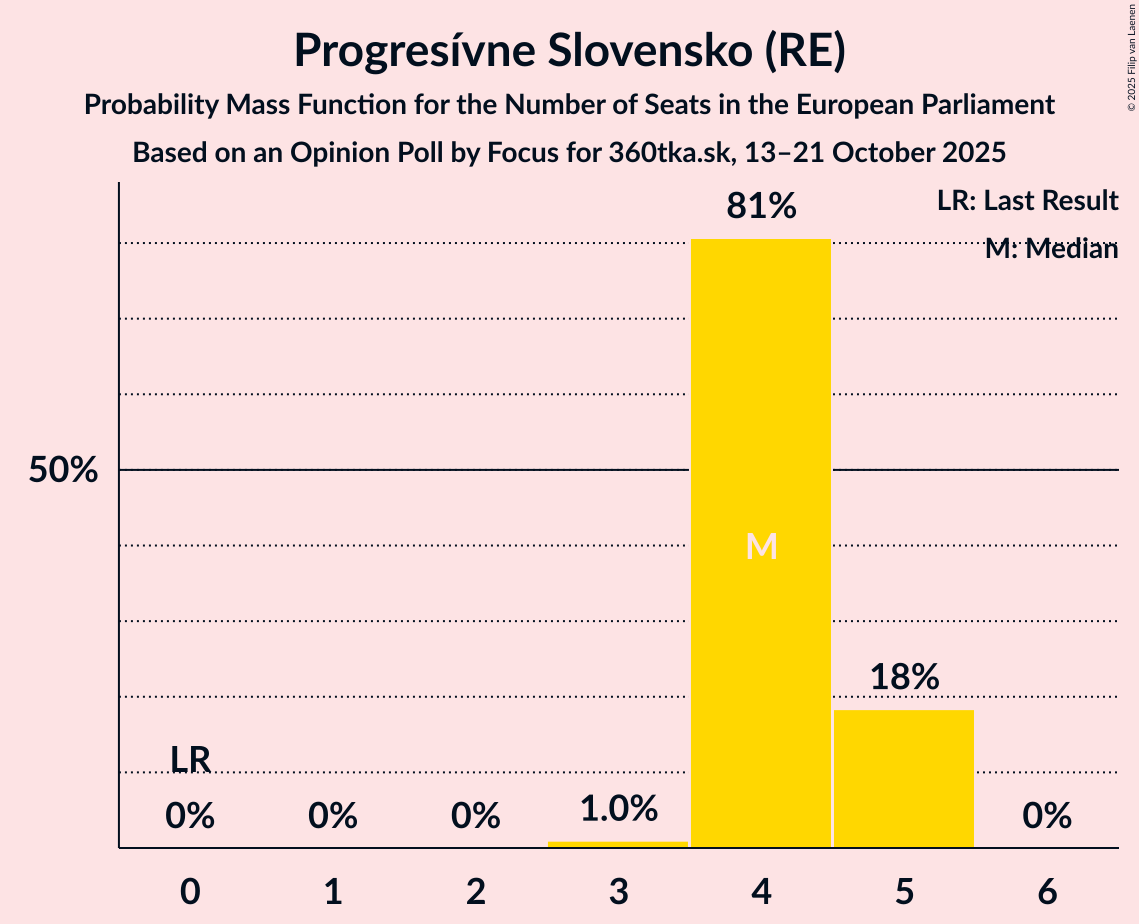 Progresívne Slovensko (RE)
Probability Mass Function for the Number of Seats in the European Parliament
Based on an Opinion Poll by Focus for 360tka.sk, 13–21 October 2025
© 2025 Filip van Laenen
LR: Last Result
M: Median
81%
50%
M
18%
LR
0%
0%
0%
1.0%
0%
0
1
2
3
4
5
6